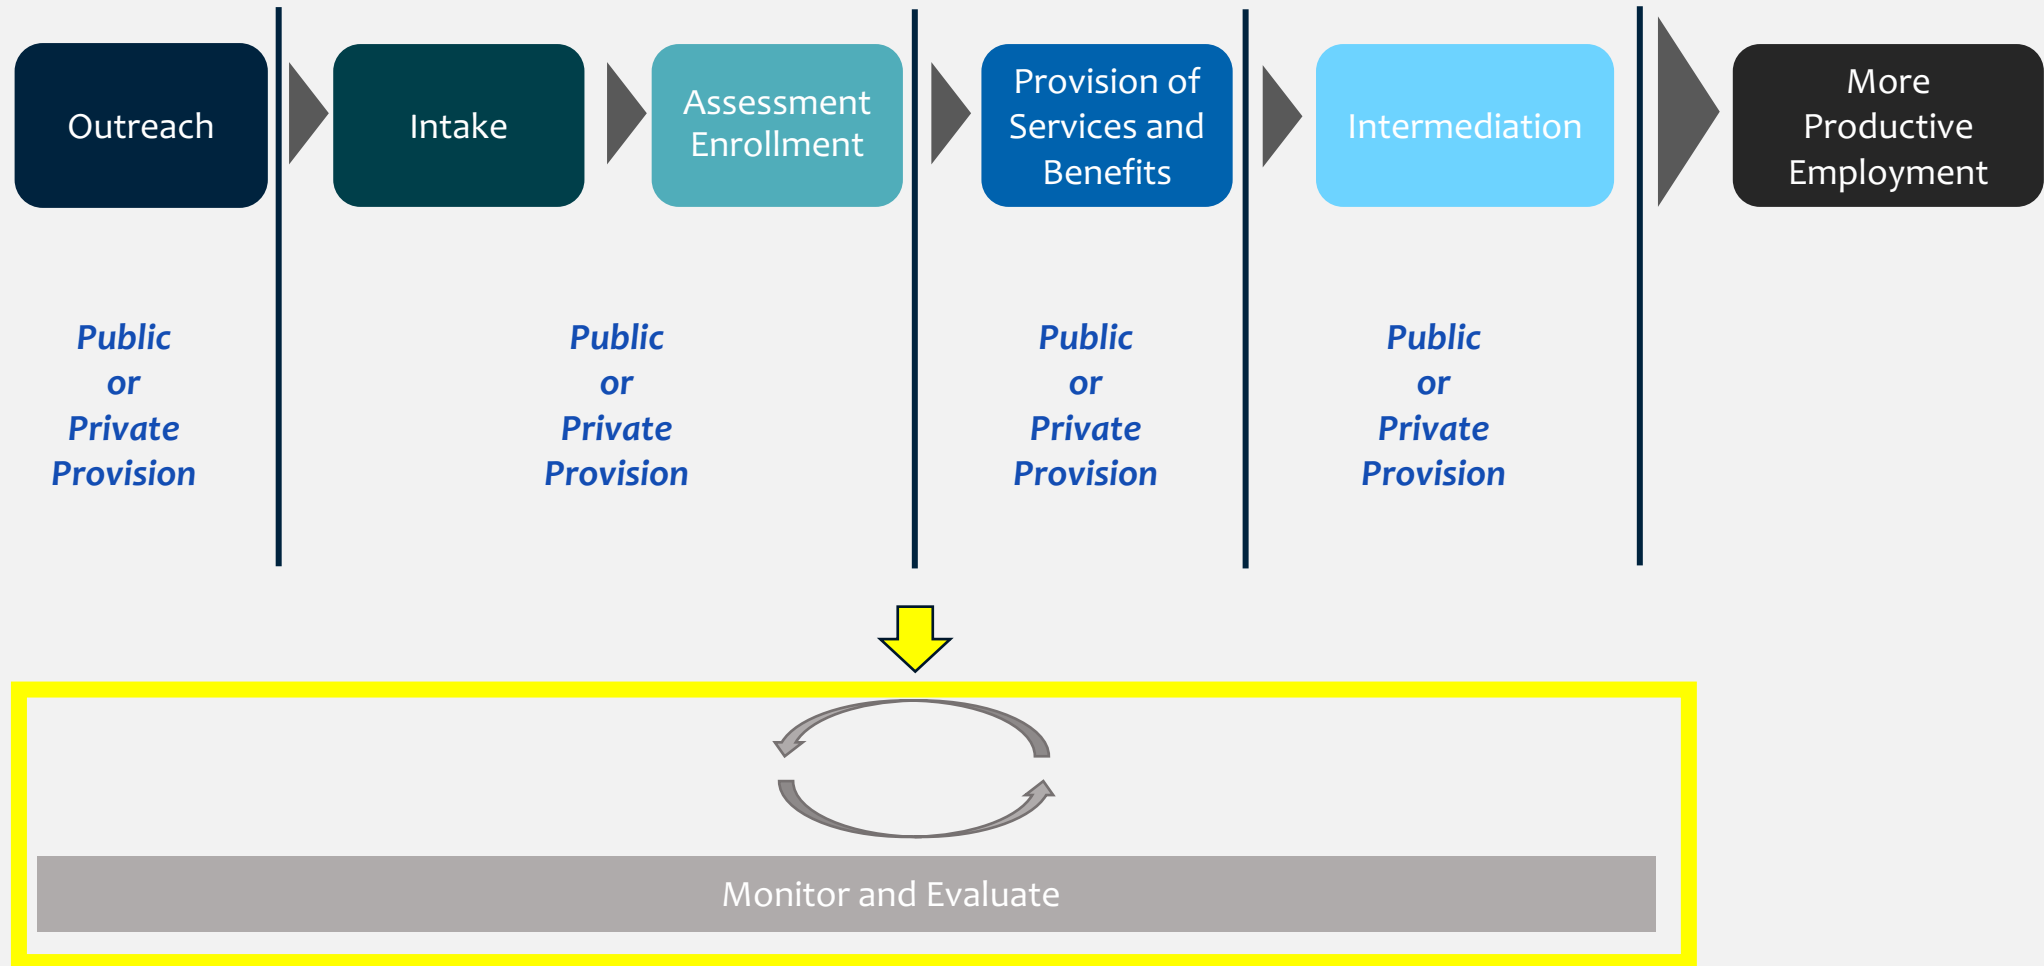 Outreach
Intake
Assessment
Enrollment
Provision of
Services and
Benefits
Intermediation
More
Productive
Employment
Public
or
Private
Provision
Public
or
Private
Provision
Public
or
Private
Provision
Public
or
Private
Provision
Monitor and Evaluate